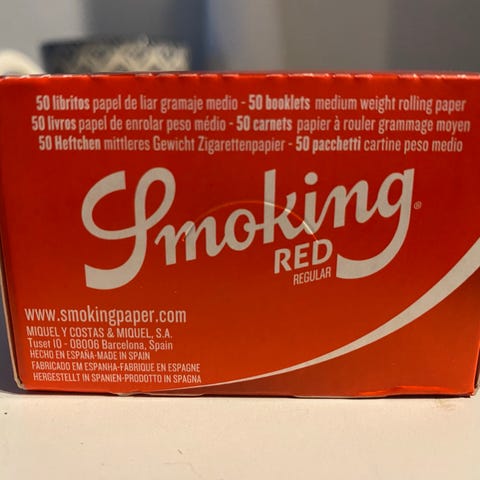 50 libritos papel de liar gramaje medio - 50 booklets medium weight rolling paper
50 livros papel de enrolar peso médio - 50 carnets papier à rouler grammage moyen
50 Heftchen mittleres Gewicht Zigarettenpapier - 50 pacchetti cartine peso medio
Smoking®
RED
REGULAR
www.smokingpaper.com
MIQUEL Y COSTAS & MIQUEL, S.A.
Tuset 10 - 08006 Barcelona, Spain
HECHO EN ESPAÑA-MADE IN SPAIN
FABRICADO EM ESPANHA-FABRIQUE EN ESPAGNE
HERGESTELLT IN SPANIEN-PRODOTTO IN SPAGNA